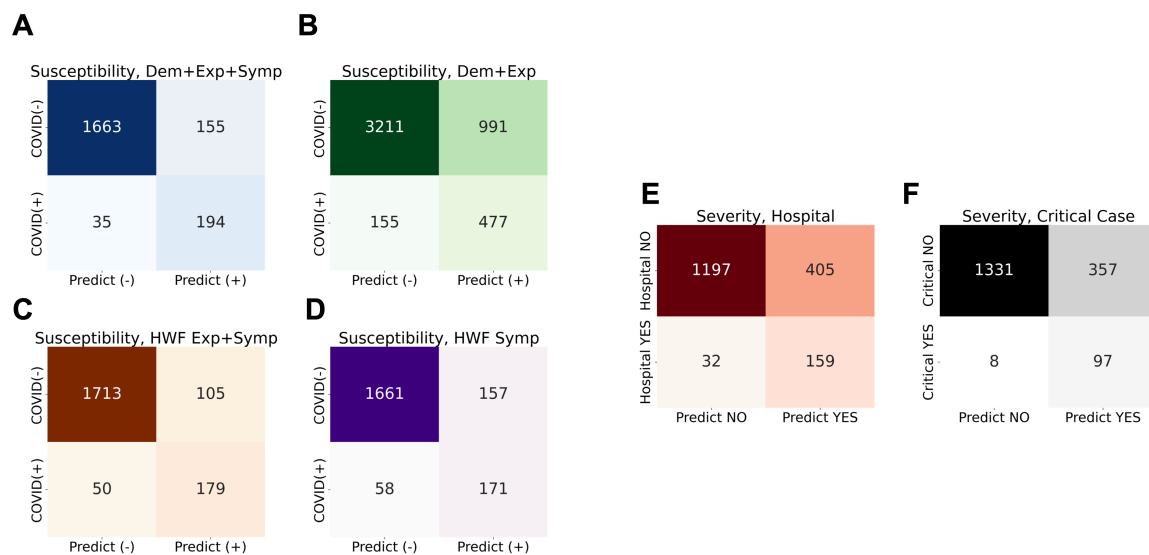 A
Susceptibility, Dem+Exp+Symp
COVID(-)
1663
155
COVID(+)
35
194
Predict (-)
Predict (+)
B
Susceptibility, Dem+Exp
COVID(-)
3211
991
COVID(+)
155
477
Predict (-)
Predict (+)
C
Susceptibility, HWF Exp+Symp
COVID(-)
1713
105
COVID(+)
50
179
Predict (-)
Predict (+)
D
Susceptibility, HWF Symp
COVID(-)
1661
157
COVID(+)
58
171
Predict (-)
Predict (+)
E
Severity, Hospital
Hospital NO
1197
405
Hospital YES
32
159
Predict NO
Predict YES
F
Severity, Critical Case
Critical NO
1331
357
Critical YES
8
97
Predict NO
Predict YES